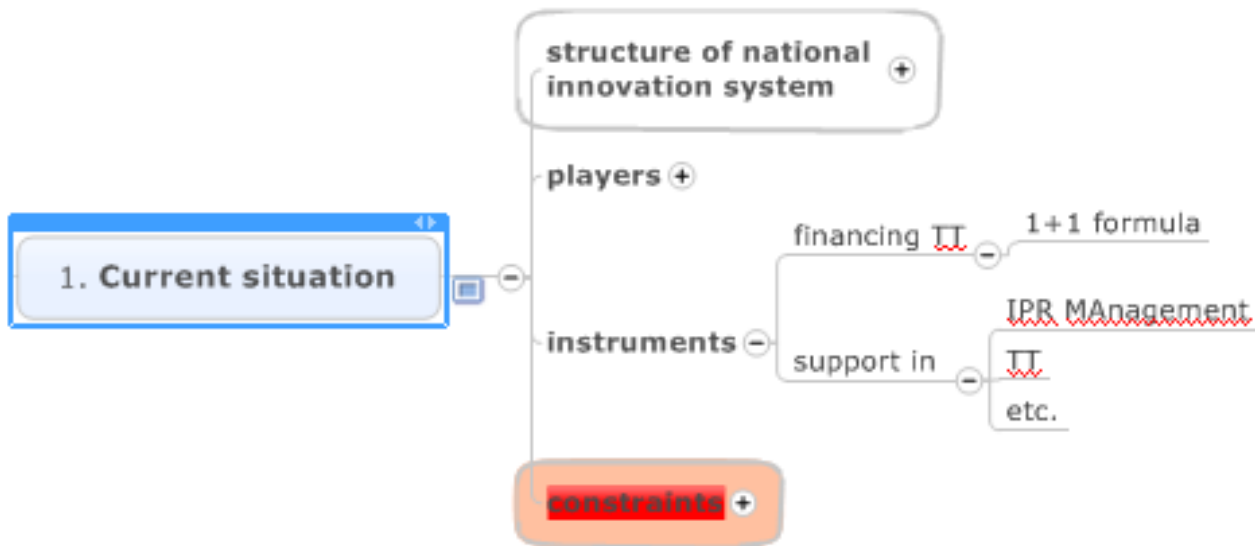 structure of national
innovation system
players
1. Current situation
instruments
financing TT
1+1 formula
support in
IPR MAnagement
TT
etc.
constraints